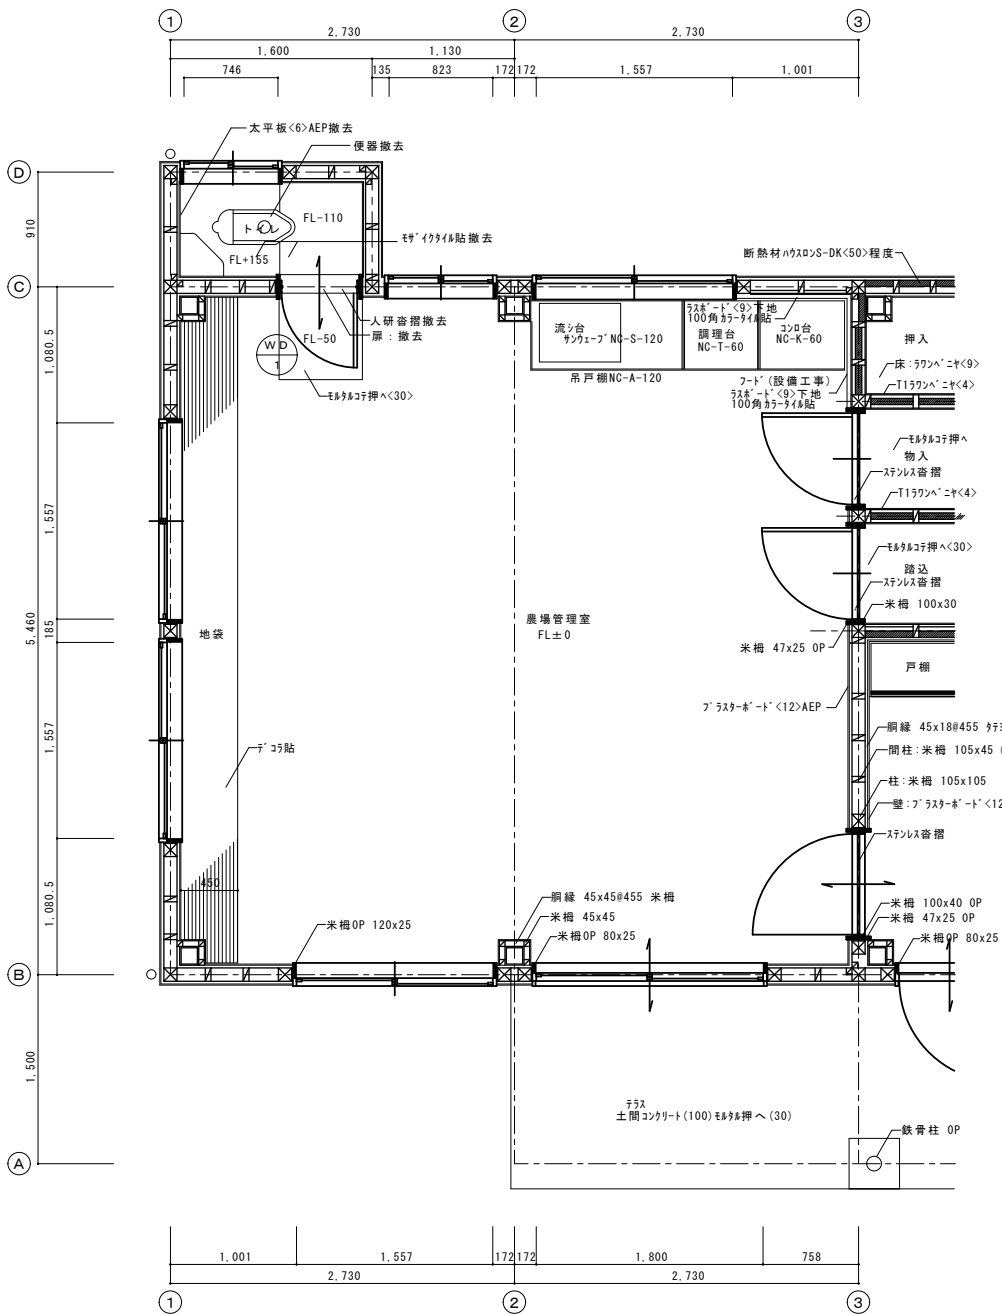 1
2
3
2,730
2,730
1,600
1,130
746
135
823
172
172
1,557
1,001
太平板<6>AEP撤去
便器撤去
D
FL-110
トイレ
モザイクタイル貼撤去
FL+155
910
断熱材ハウスロンS-DK<50>程度
C
ラスボード<9>下地
100角カラータイル貼
人研沓摺撤去
流シ台
サンウェーブNC-S-120
調理台
NC-T-60
コンロ台
NC-K-60
押入
FL-50
扉：撤去
WD
1
床：ラワンベニヤ<9>
吊戸棚NC-A-120
フード(設備工事)
ラスボード<9>下地
100角カラータイル貼
T1ラワンベニヤ<4>
モルタルコテ押ヘ<30>
1,080.5
モルタルコテ押ヘ
物入
ステンレス沓摺
T1ラワンベニヤ<4>
1,557
モルタルコテ押ヘ<30>
踏込
ステンレス沓摺
米栂 100x30
5,460
185
地袋
農場管理室
FL±0
米栂 47x25 OP
戸棚
プラスターボード<12>AEP
1,557
デコラ貼
胴縁 45x18@455
間柱：米栂 105x45
柱：米栂 105x105
壁：プラスターボード<12
ステンレス沓摺
1,080.5
450
胴縁 45x45@455 米栂
米栂 45x45
米栂OP 120x25
米栂OP 80x25
米栂 100x40 OP
米栂 47x25 OP
米栂OP 80x25
B
1,500
テラス
土間コンクリート(100)モルタル押ヘ(30)
鉄骨柱 OP
A
1,001
1,557
172
172
1,800
758
2,730
2,730
1
2
3